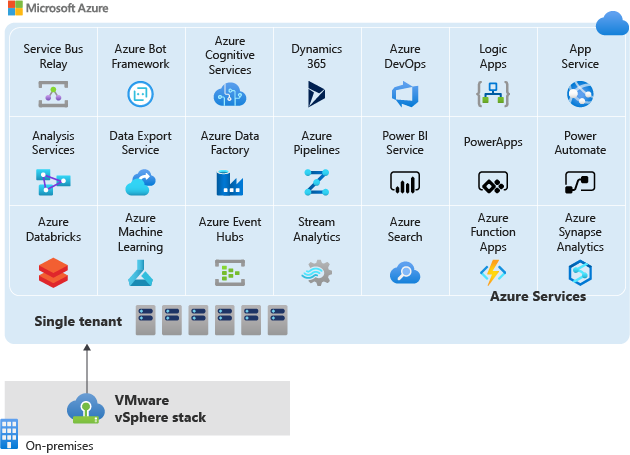 Microsoft Azure
Service Bus
Relay
Azure Bot
Framework
Azure
Cognitive
Services
Dynamics
365
Azure
DevOps
Logic
Apps
App
Service
Analysis
Services
Data Export
Service
Azure Data
Factory
Azure
Pipelines
Power BI
Service
PowerApps
Power
Automate
Azure
Databricks
Azure
Machine
Learning
Azure Event
Hubs
Stream
Analytics
Azure
Search
Azure
Function
Apps
Azure
Synapse
Analytics
Azure Services
Single tenant
VMware
vSphere stack
On-premises